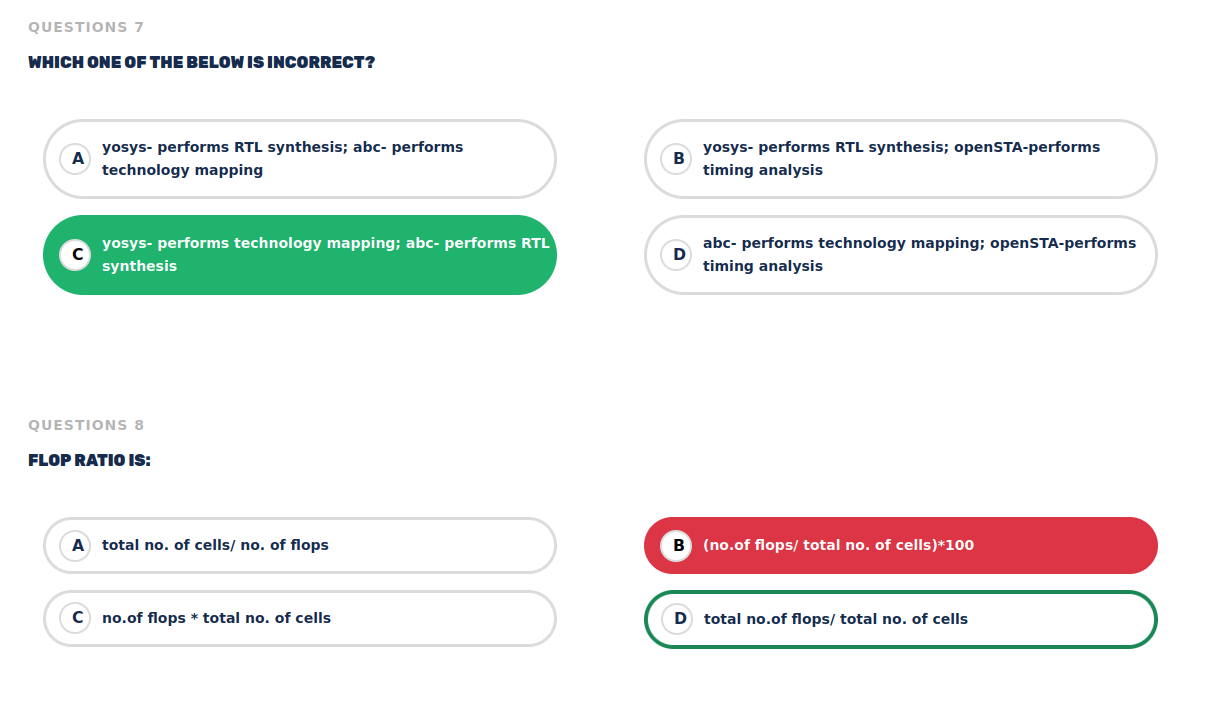 QUESTIONS 7
WHICH ONE OF THE BELOW IS INCORRECT?
A
yosys- performs RTL synthesis; abc- performs
technology mapping
B
yosys- performs RTL synthesis; openSTA-performs
timing analysis
C
yosys- performs technology mapping; abc- performs RTL
synthesis
D
abc- performs technology mapping; openSTA-performs
timing analysis
QUESTIONS 8
FLOP RATIO IS:
A total no. of cells/ no. of flops
B (no.of flops/ total no. of cells)*100
C no.of flops * total no. of cells
D total no.of flops/ total no. of cells